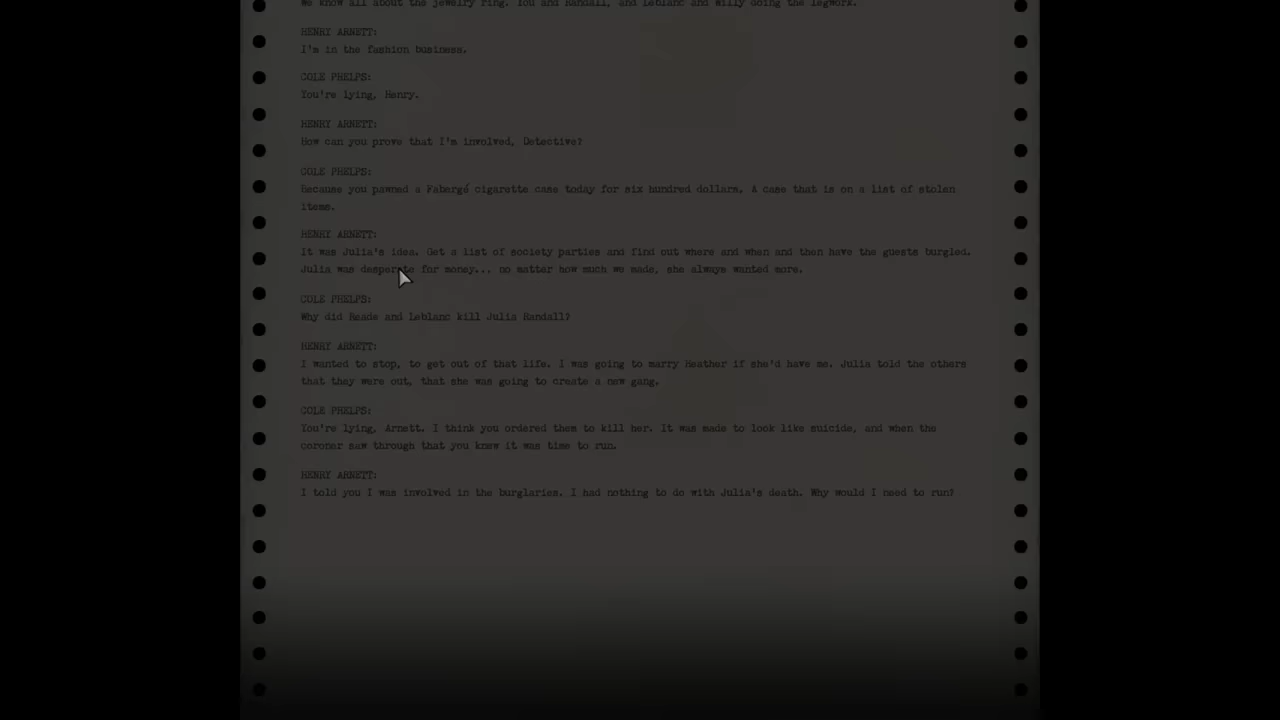 We know all about the jewelry ring. You and Randall, and Leblanc and Willy doing the legwork.
HENRY ARNETT:
I'm in the fashion business.
COLE PHELPS:
You're lying, Henry.
HENRY ARNETT:
How can you prove that I'm involved, Detective?
COLE PHELPS:
Because you pawned a Fabergé cigarette case today for six hundred dollars. A case that is on a list of stolen
items.
HENRY ARNETT:
It was Julia's idea. Get a list of society parties and find out where and when and then have the guests burgled.
Julia was desperate for money... no matter how much we made, she always wanted more.
COLE PHELPS:
Why did Reade and Leblanc kill Julia Randall?
HENRY ARNETT:
I wanted to stop, to get out of that life. I was going to marry Heather if she'd have me. Julia told the others
that they were out, that she was going to create a new gang.
COLE PHELPS:
You're lying, Arnett. I think you ordered them to kill her. It was made to look like suicide, and when the
coroner saw through that you knew it was time to run.
HENRY ARNETT:
I told you I was involved in the burglaries. I had nothing to do with Julia's death. Why would I need to run?